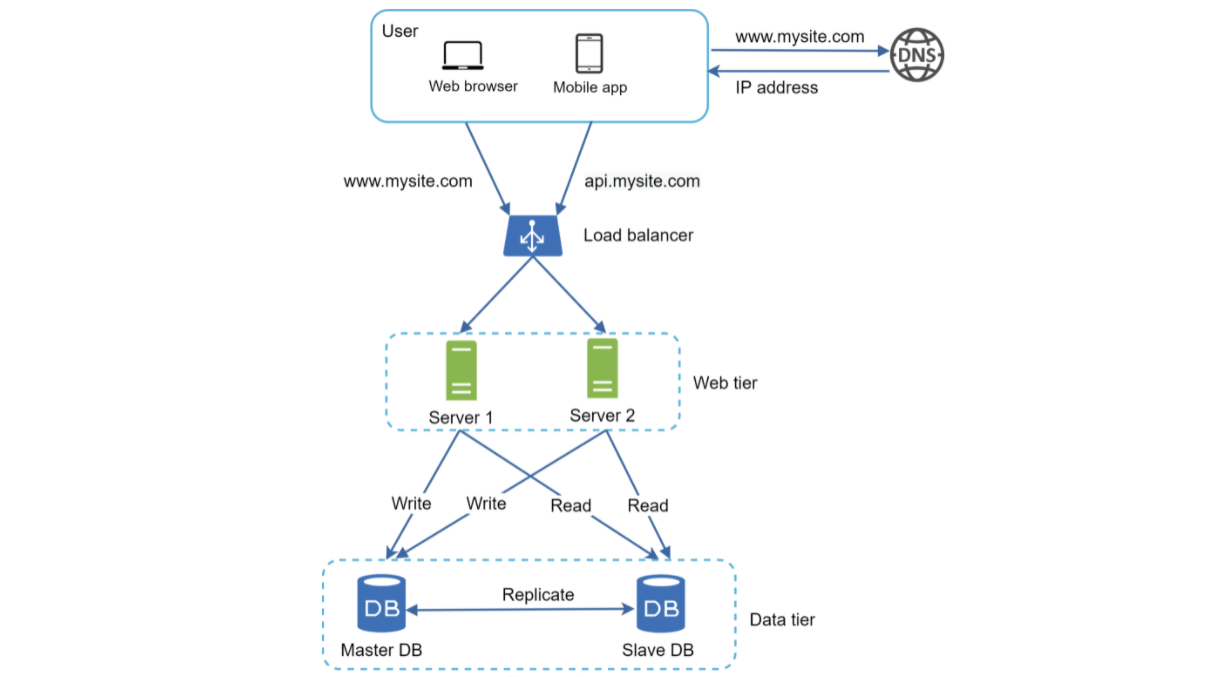 User
Web browser
Mobile app
www.mysite.com
DNS
IP address
www.mysite.com
api.mysite.com
Load balancer
Server 1
Server 2
Web tier
Write
Write
Read
Read
Replicate
DB
DB
Master DB
Slave DB
Data tier